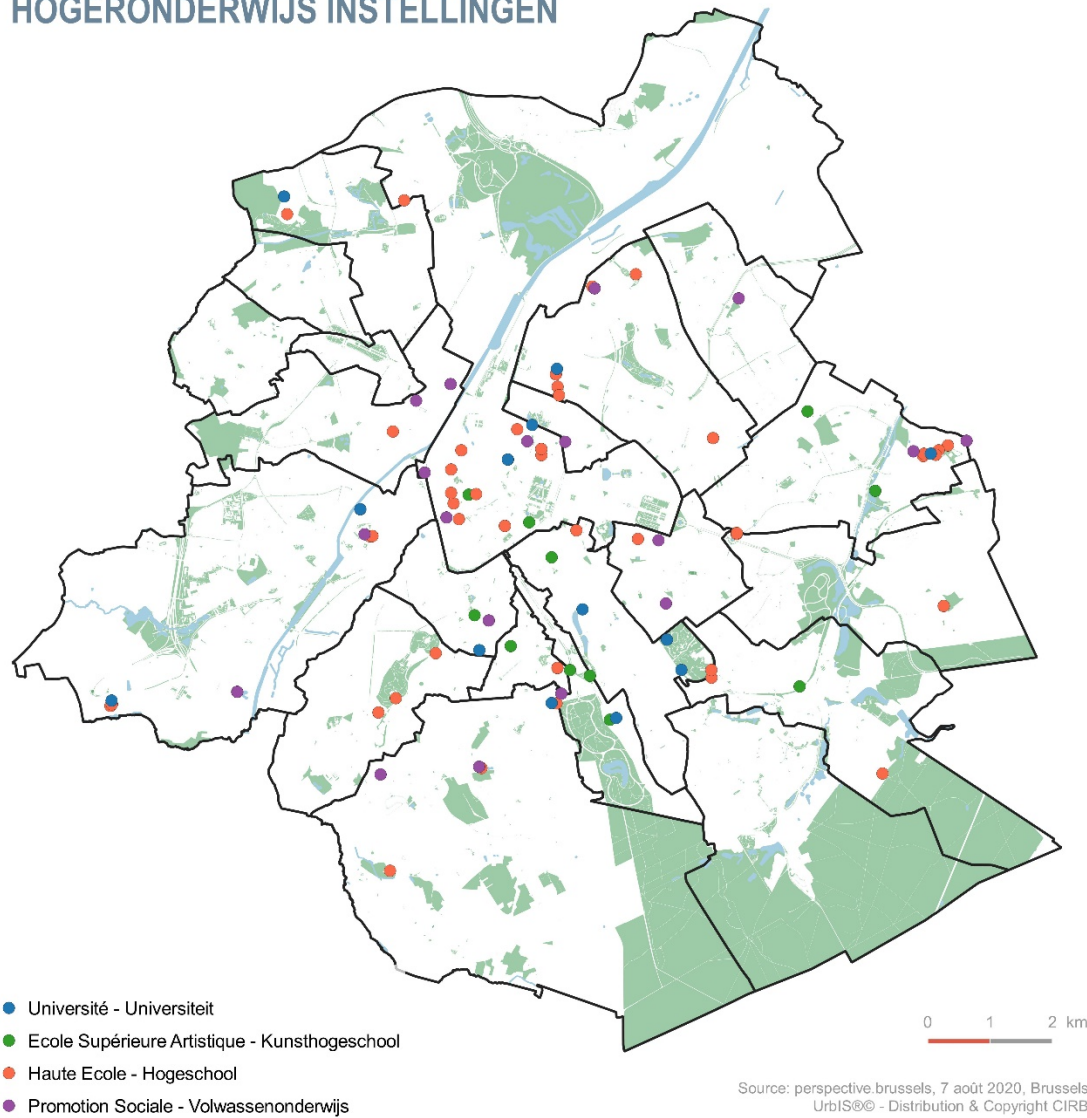 HOGERONDERWIJS INSTELLINGEN
Université - Universiteit
Ecole Supérieure Artistique - Kunsthogeschool
Haute Ecole - Hogeschool
Promotion Sociale - Volwassenonderwijs
0 1 2 km
Source: perspective.brussels, 7 août 2020, Brussels
UrbIS®© - Distribution & Copyright CIRB